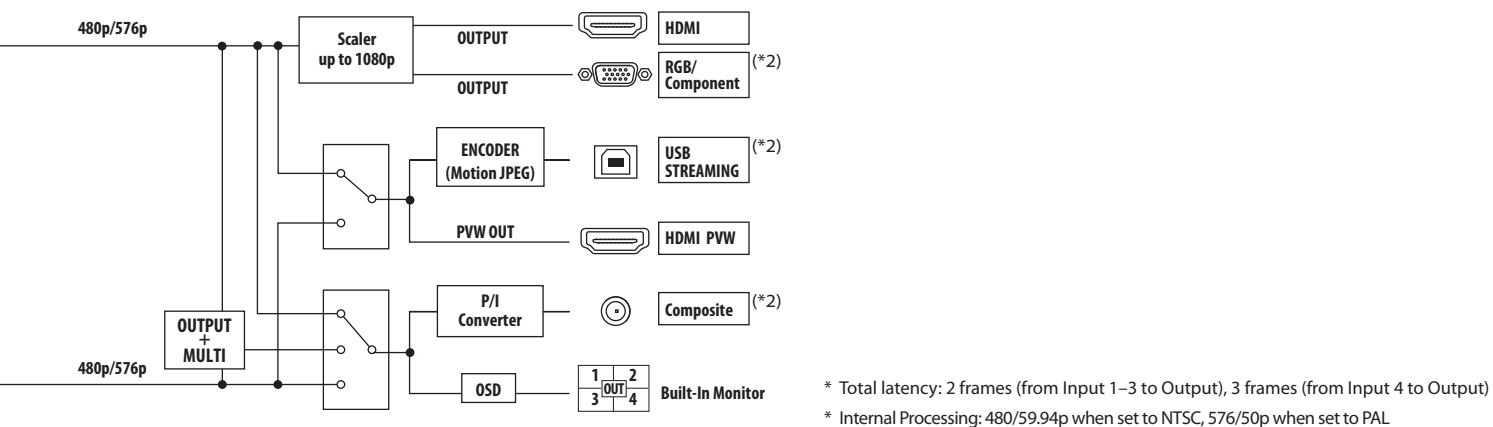 480p/576p
Scaler
up to 1080p
OUTPUT
HDMI
OUTPUT
RGB/
Component
(*2)
ENCODER
(Motion JPEG)
USB
STREAMING
(*2)
PVW OUT
HDMI PVW
P/I
Converter
Composite
(*2)
OUTPUT
+
MULTI
480p/576p
OSD
1 2
OUT
3 4
Built-In Monitor
* Total latency: 2 frames (from Input 1–3 to Output), 3 frames (from Input 4 to Output)
* Internal Processing: 480/59.94p when set to NTSC, 576/50p when set to PAL